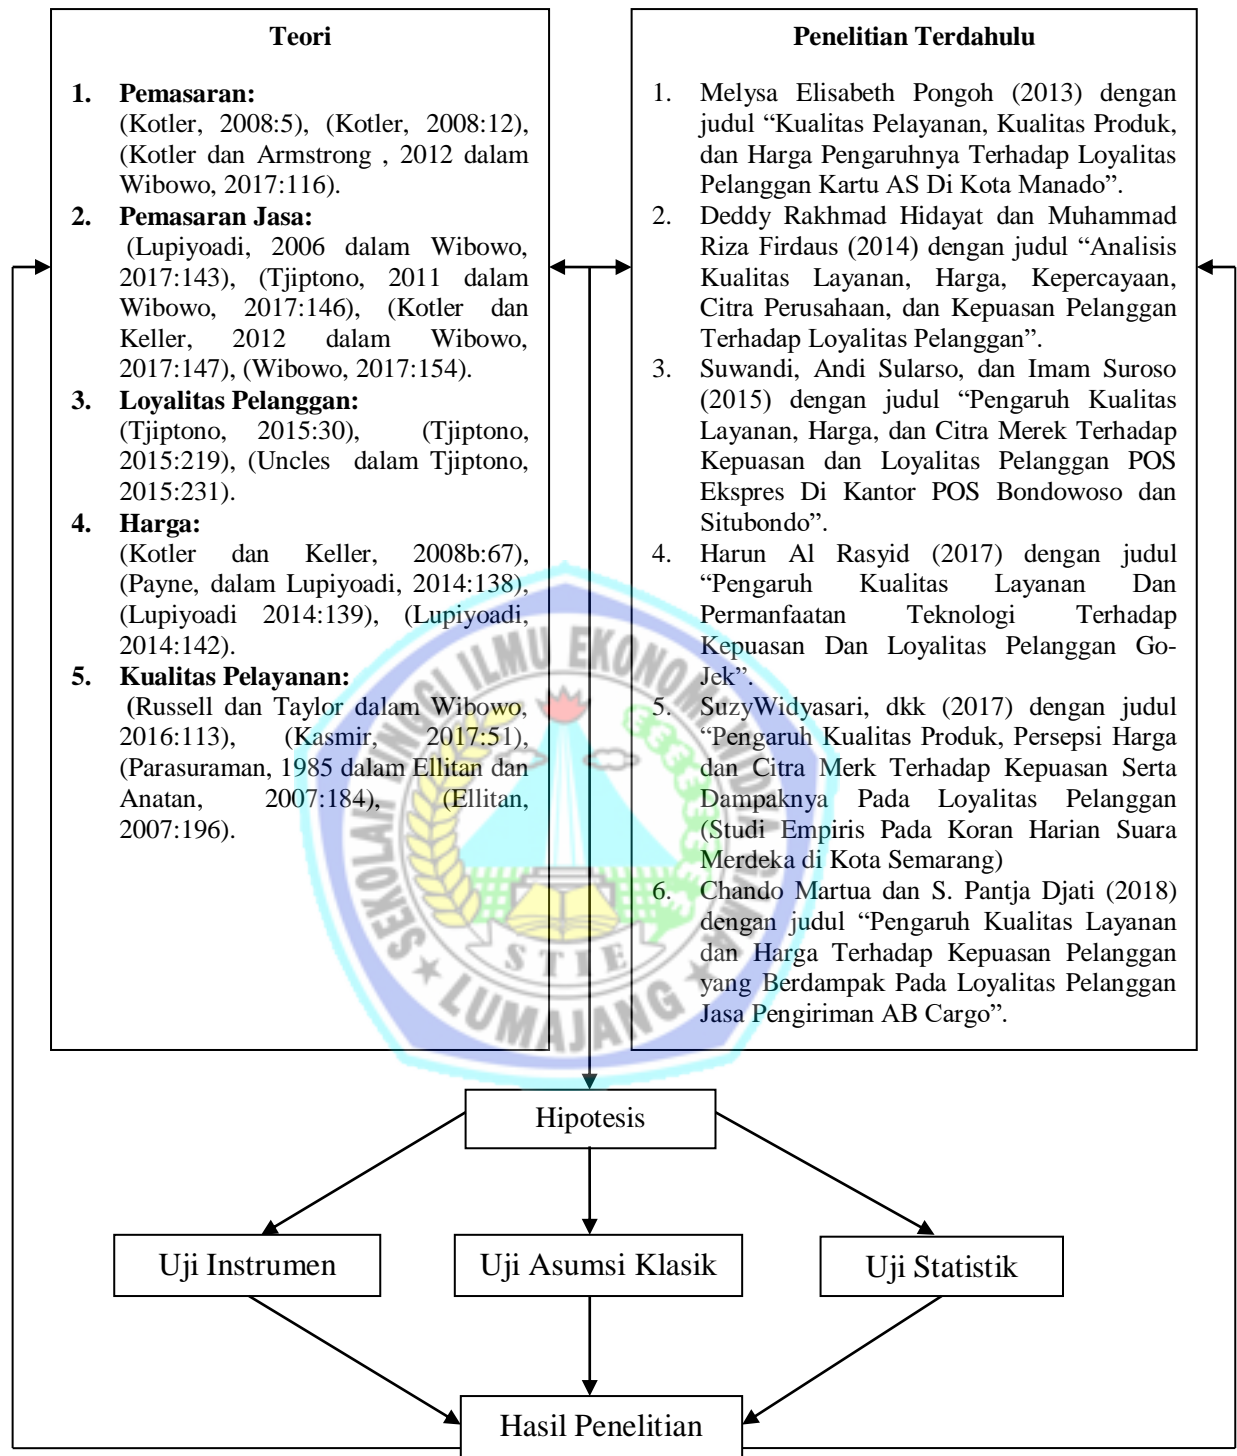 Teori
1. Pemasaran:
(Kotler, 2008:5), (Kotler, 2008:12),
(Kotler dan Armstrong , 2012 dalam
Wibowo, 2017:116).
2. Pemasaran Jasa:
(Lupiyoadi, 2006 dalam Wibowo,
2017:143), (Tjiptono, 2011 dalam
Wibowo, 2017:146), (Kotler dan
Keller, 2012 dalam Wibowo,
2017:147), (Wibowo, 2017:154).
3. Loyalitas Pelanggan:
(Tjiptono, 2015:30), (Tjiptono,
2015:219), (Uncles dalam Tjiptono,
2015:231).
4. Harga:
(Kotler dan Keller, 2008b:67),
(Payne, dalam Lupiyoadi, 2014:138),
(Lupiyoadi 2014:139), (Lupiyoadi,
2014:142).
5. Kualitas Pelayanan:
(Russell dan Taylor dalam Wibowo,
2016:113), (Kasmir, 2017:51),
(Parasuraman, 1985 dalam Ellitan dan
Anatan, 2007:184), (Ellitan,
2007:196).
Penelitian Terdahulu
1. Melysa Elisabeth Pongoh (2013) dengan
judul “Kualitas Pelayanan, Kualitas Produk,
dan Harga Pengaruhnya Terhadap Loyalitas
Pelanggan Kartu AS Di Kota Manado”.
2. Deddy Rakhmad Hidayat dan Muhammad
Riza Firdaus (2014) dengan judul “Analisis
Kualitas Layanan, Harga, Kepercayaan,
Citra Perusahaan, dan Kepuasan Pelanggan
Terhadap Loyalitas Pelanggan”.
3. Suwandi, Andi Sularso, dan Imam Suroso
(2015) dengan judul “Pengaruh Kualitas
Layanan, Harga, dan Citra Merek Terhadap
Kepuasan dan Loyalitas Pelanggan POS
Ekspres Di Kantor POS Bondowoso dan
Situbondo”.
4. Harun Al Rasyid (2017) dengan judul
“Pengaruh Kualitas Layanan Dan
Permanfaatan Teknologi Terhadap
Kepuasan Dan Loyalitas Pelanggan Go-
Jek”.
5. SuzyWidyasari, dkk (2017) dengan judul
“Pengaruh Kualitas Produk, Persepsi Harga
dan Citra Merk Terhadap Kepuasan Serta
Dampaknya Pada Loyalitas Pelanggan
(Studi Empiris Pada Koran Harian Suara
Merdeka di Kota Semarang)
6. Chando Martua dan S. Pantja Djati (2018)
dengan judul “Pengaruh Kualitas Layanan
dan Harga Terhadap Kepuasan Pelanggan
yang Berdampak Pada Loyalitas Pelanggan
Jasa Pengiriman AB Cargo”.
SEKOLAH TINGGI ILMU EKONOMI WIDYA GAMA
STIE
LUMAJANG
Hipotesis
Uji Instrumen
Uji Asumsi Klasik
Uji Statistik
Hasil Penelitian